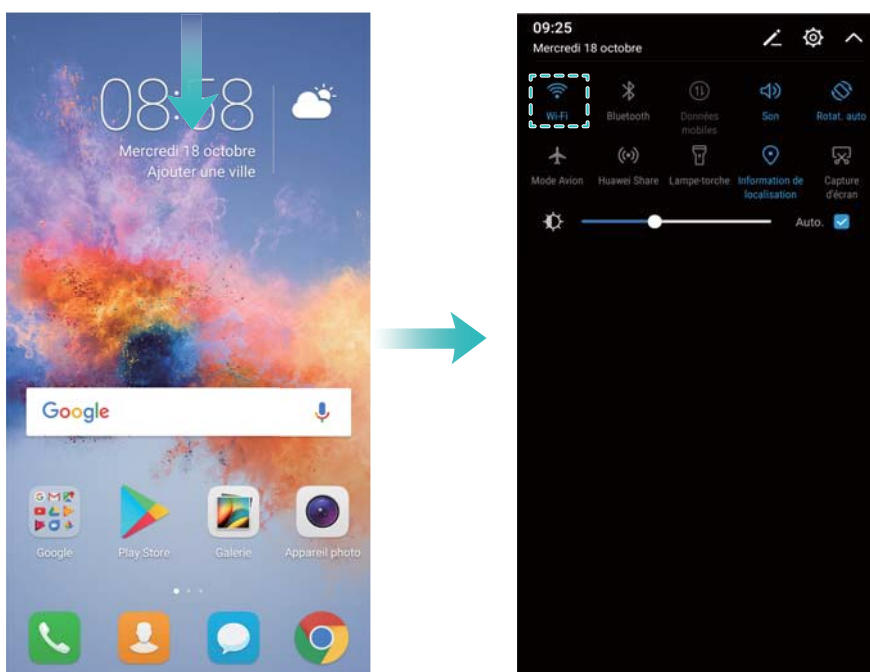 08:58
Mercredi 18 octobre
Ajouter une ville
Google
Google
Play Store
Galerie
Appareil photo
09:25
Mercredi 18 octobre
Wi-Fi
Bluetooth
Données
mobiles
Son
Rotat. auto
Mode Avion
Huawei Share
Lampe-torche
Information de
localisation
Capture
d'écran
Auto.